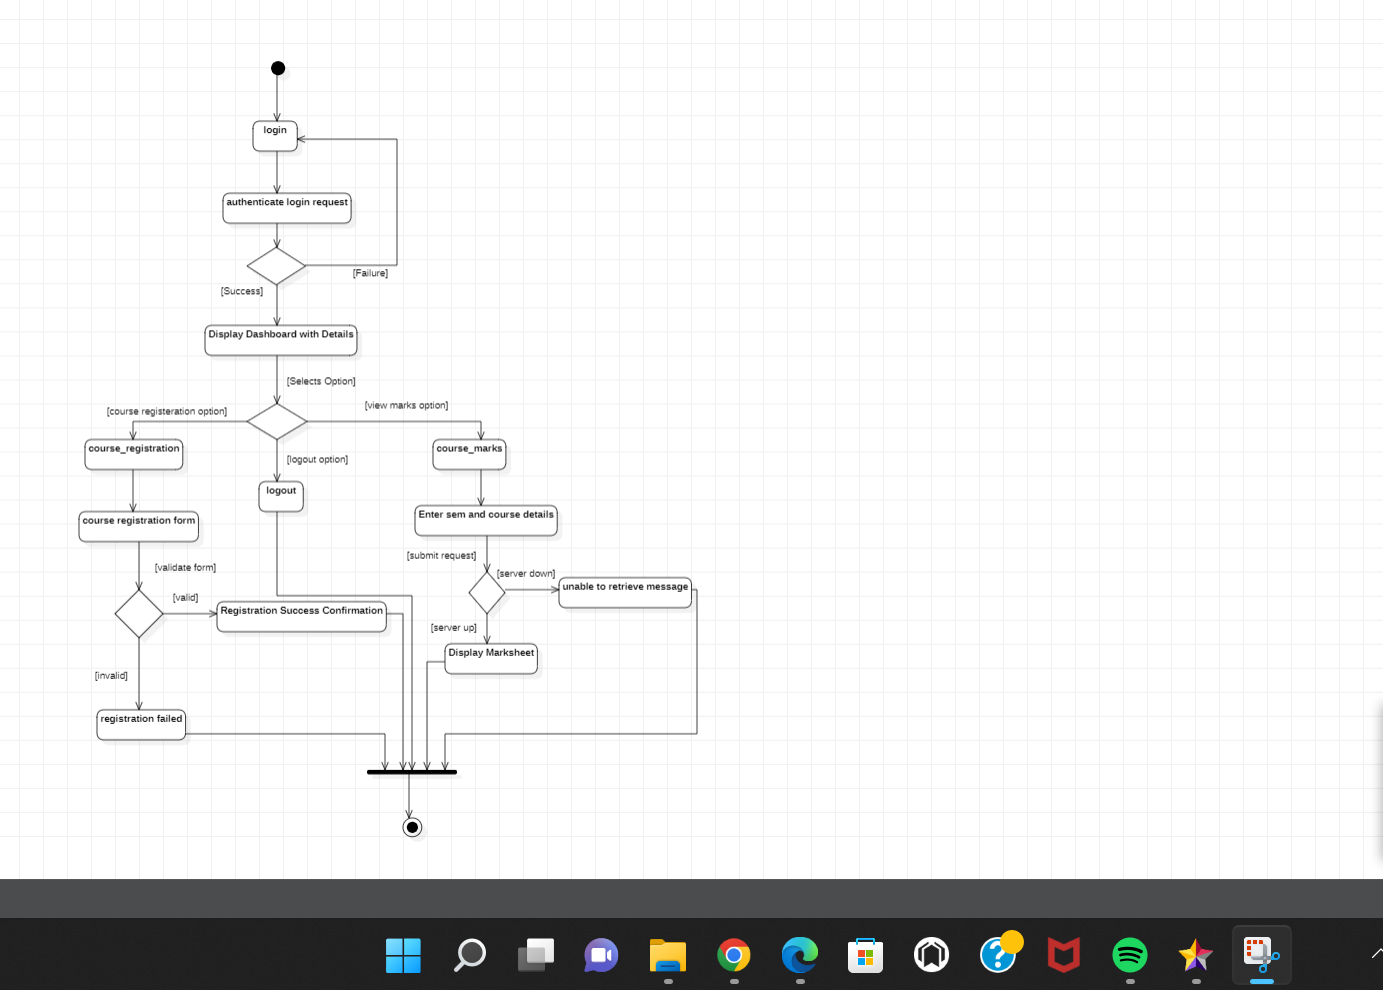 login
authenticate login request
[Failure]
[Success]
Display Dashboard with Details
[Selects Option]
[course registeration option]
[view marks option]
course_registration
course_marks
[logout option]
logout
course registration form
Enter sem and course details
[submit request]
[validate form]
[server down]
unable to retrieve message
[valid]
Registration Success Confirmation
[server up]
Display Marksheet
[invalid]
registration failed